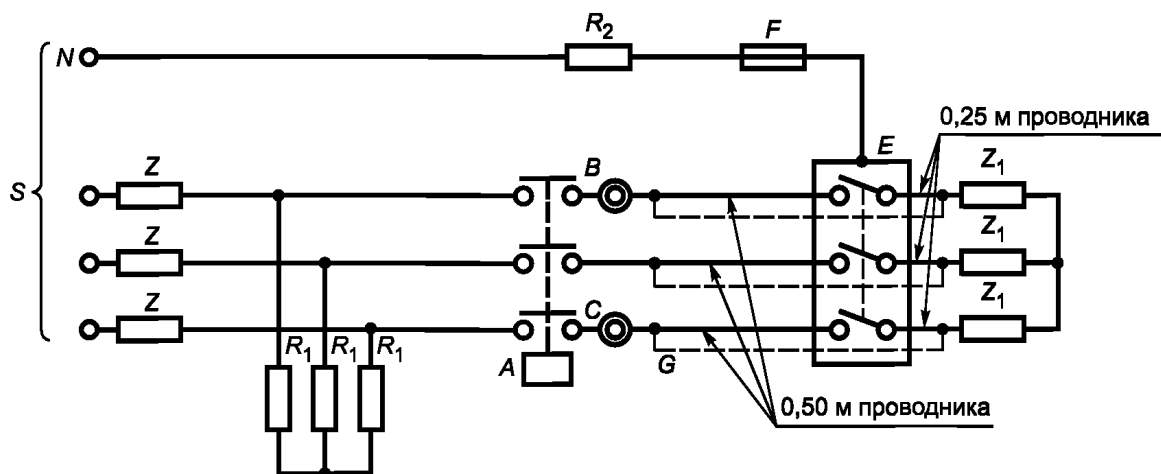 R₂ F
N
0,25 м проводника
E
S
Z B Z₁
Z Z₁
Z C Z₁
R₁ R₁ R₁ A G
0,50 м проводника